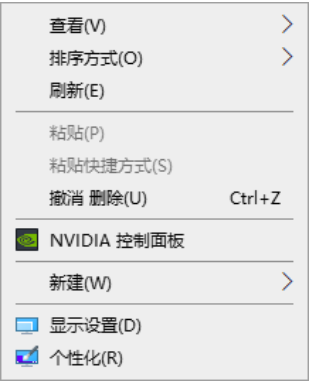 查看(V)
排序方式(O)
刷新(E)
粘贴(P)
粘贴快捷方式(S)
撤消 删除(U) Ctrl+Z
NVIDIA 控制面板
新建(W)
显示设置(D)
个性化(R)